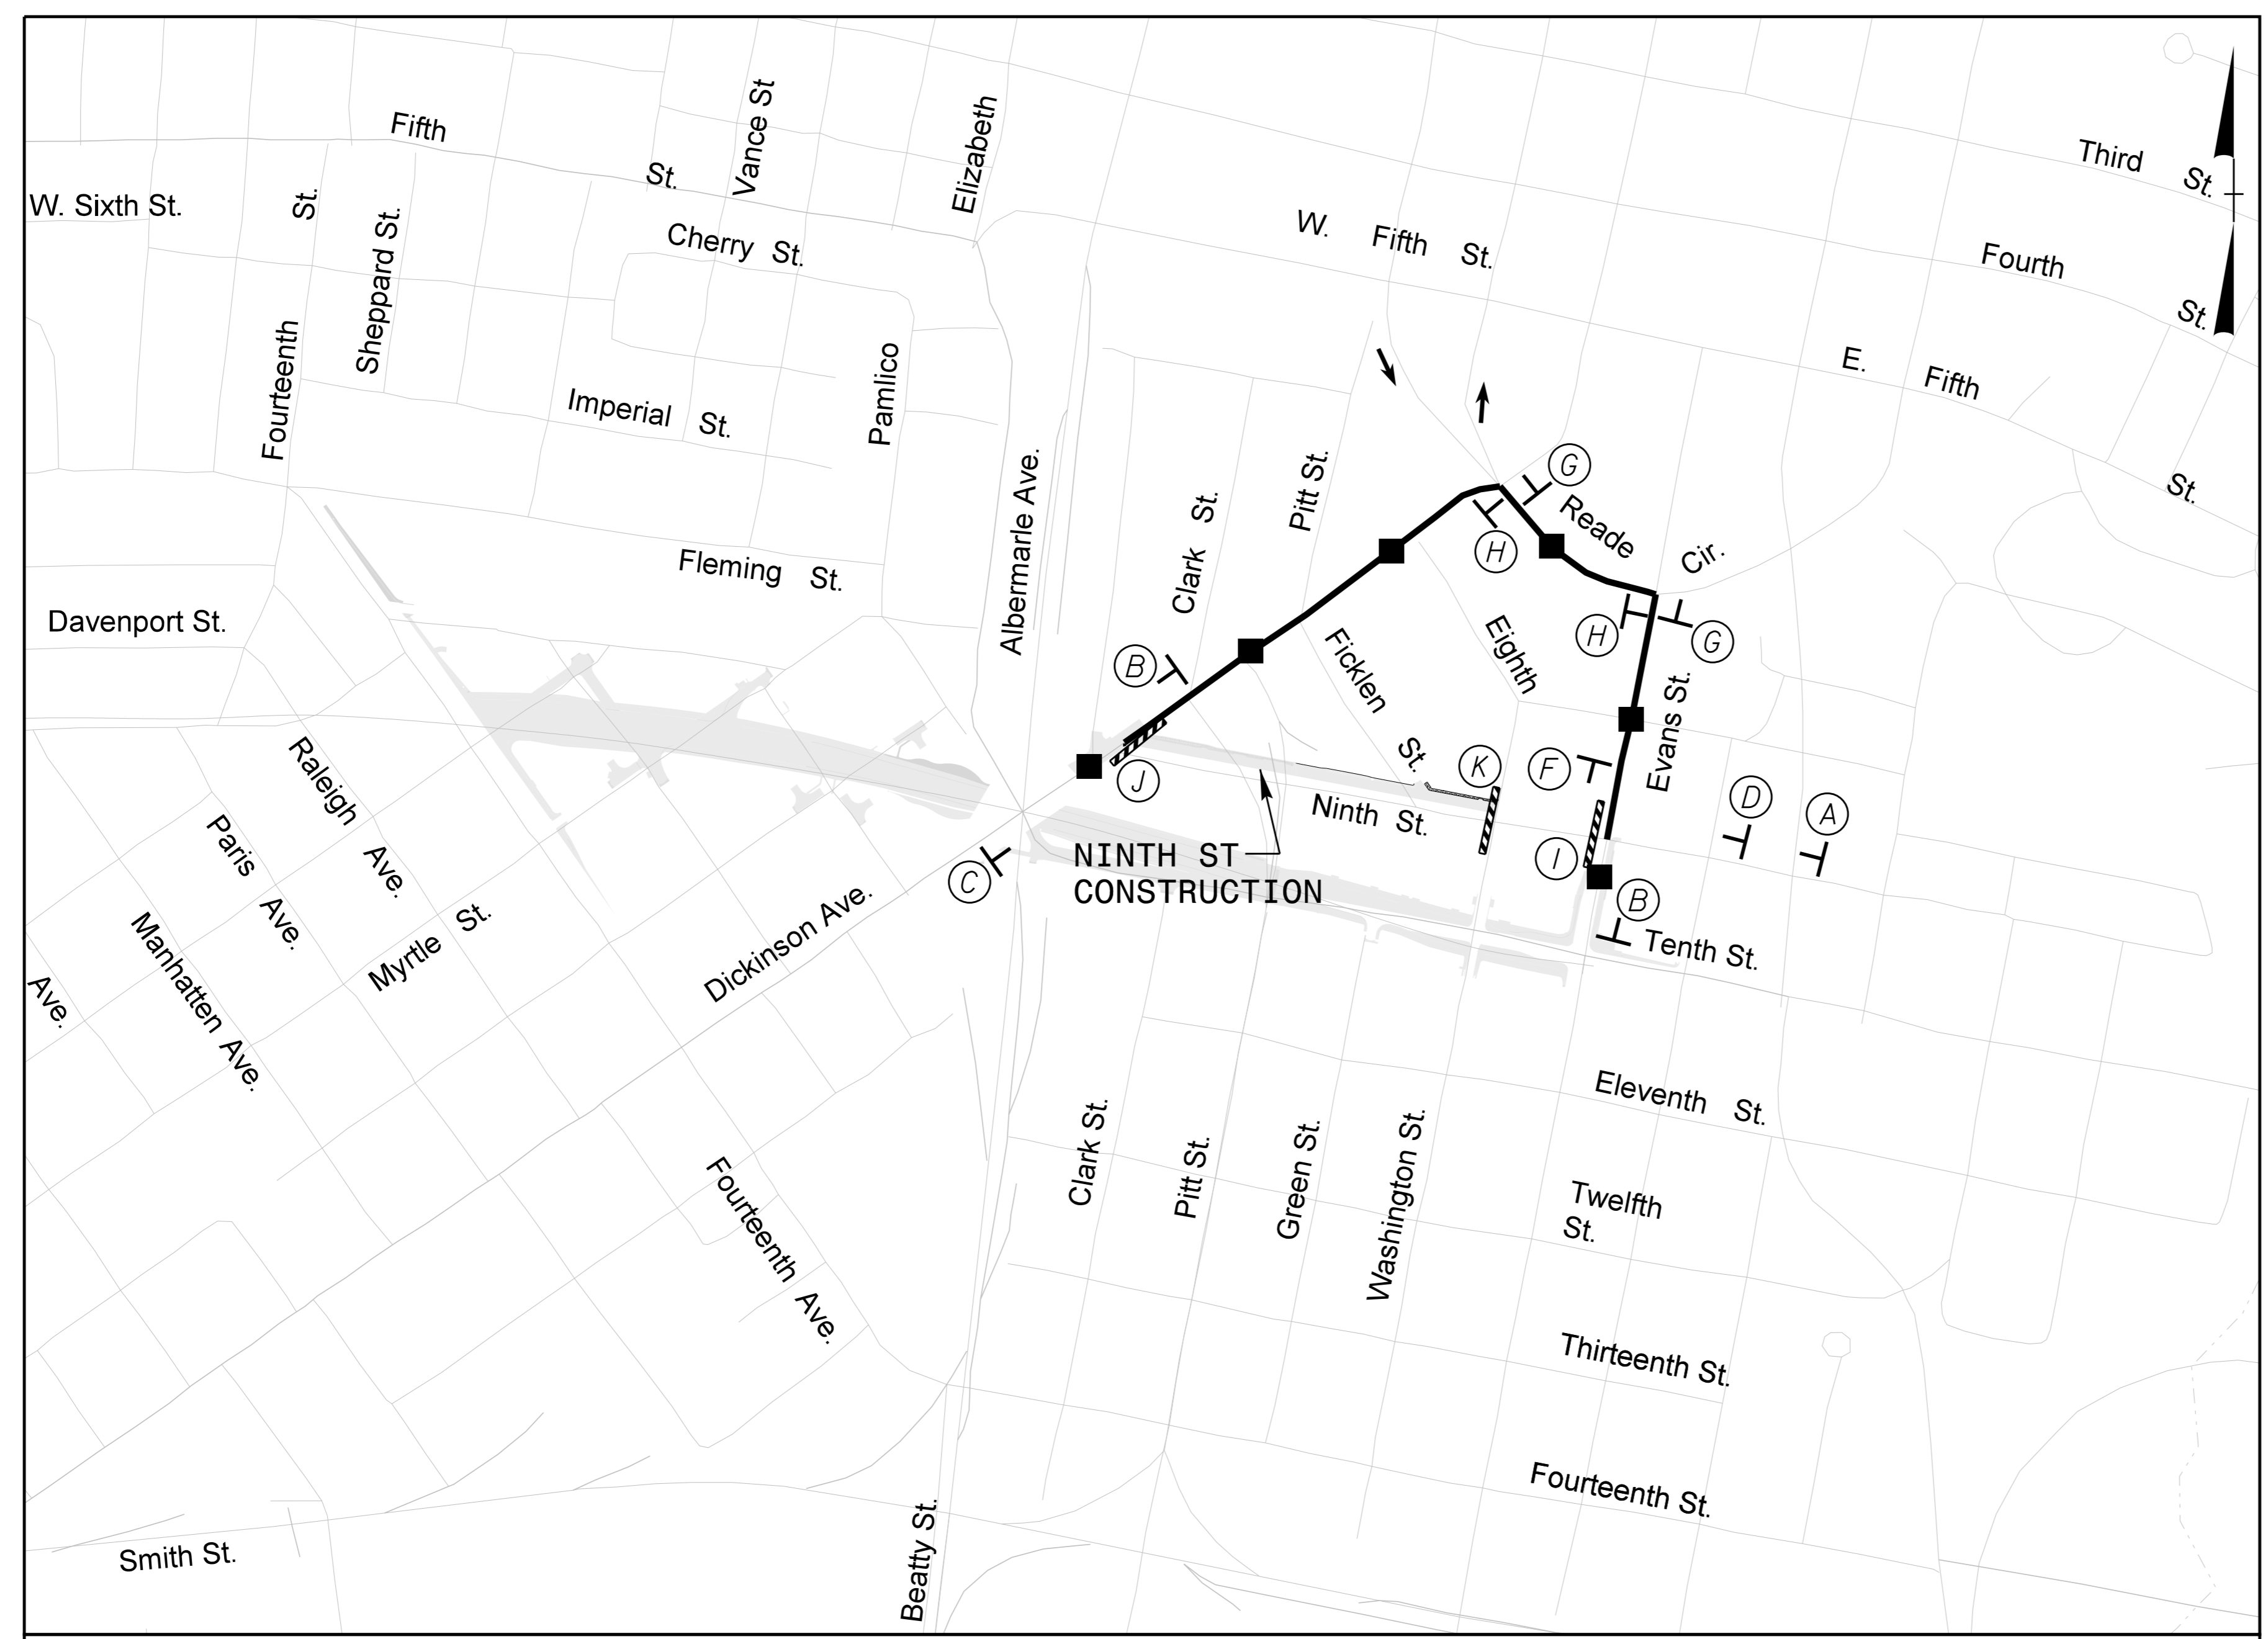 Fifth St.
Vance St
Elizabeth
Third St.
W. Sixth St.
St.
Sheppard St.
Cherry St.
W. Fifth St.
Fourth St.
Fourteenth
Imperial St.
Pamlico
E. Fifth St.
Albermarle Ave.
Clark St.
Pitt St.
G
Reade Cir.
H
Fleming St.
Davenport St.
B
Ficklen St.
Eighth
H
G
Evans St.
Raleigh Ave.
J
K
F
D
A
Paris Ave.
Ninth St.
NINTH ST
CONSTRUCTION
I
C
B
Tenth St.
Manhatten Ave.
Myrtle St.
Dickinson Ave.
Ave.
Eleventh St.
Clark St.
Pitt St.
Green St.
Washington St.
Fourteenth Ave.
Twelfth
St.
Thirteenth St.
Fourteenth St.
Smith St.
Beatty St.